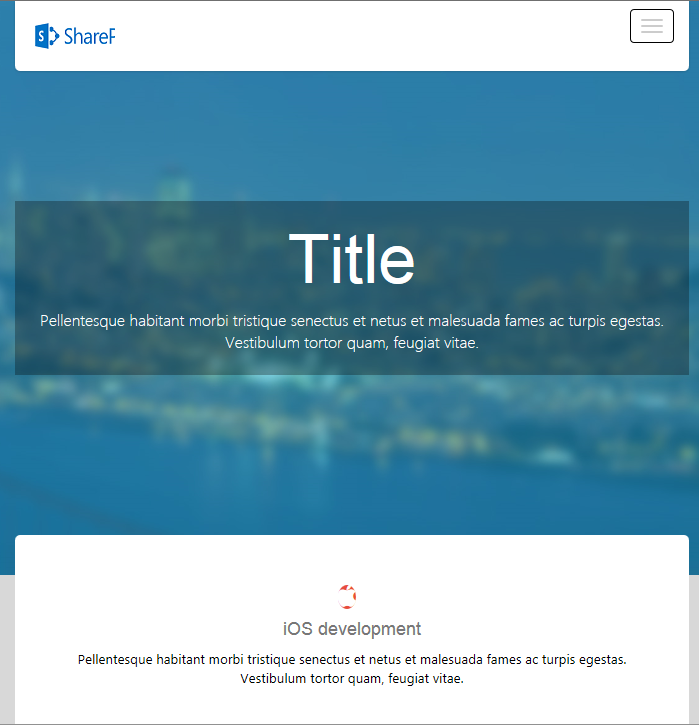 ShareF
Title
Pellentesque habitant morbi tristique senectus et netus et malesuada fames ac turpis egestas.
Vestibulum tortor quam, feugiat vitae.
iOS development
Pellentesque habitant morbi tristique senectus et netus et malesuada fames ac turpis egestas.
Vestibulum tortor quam, feugiat vitae.